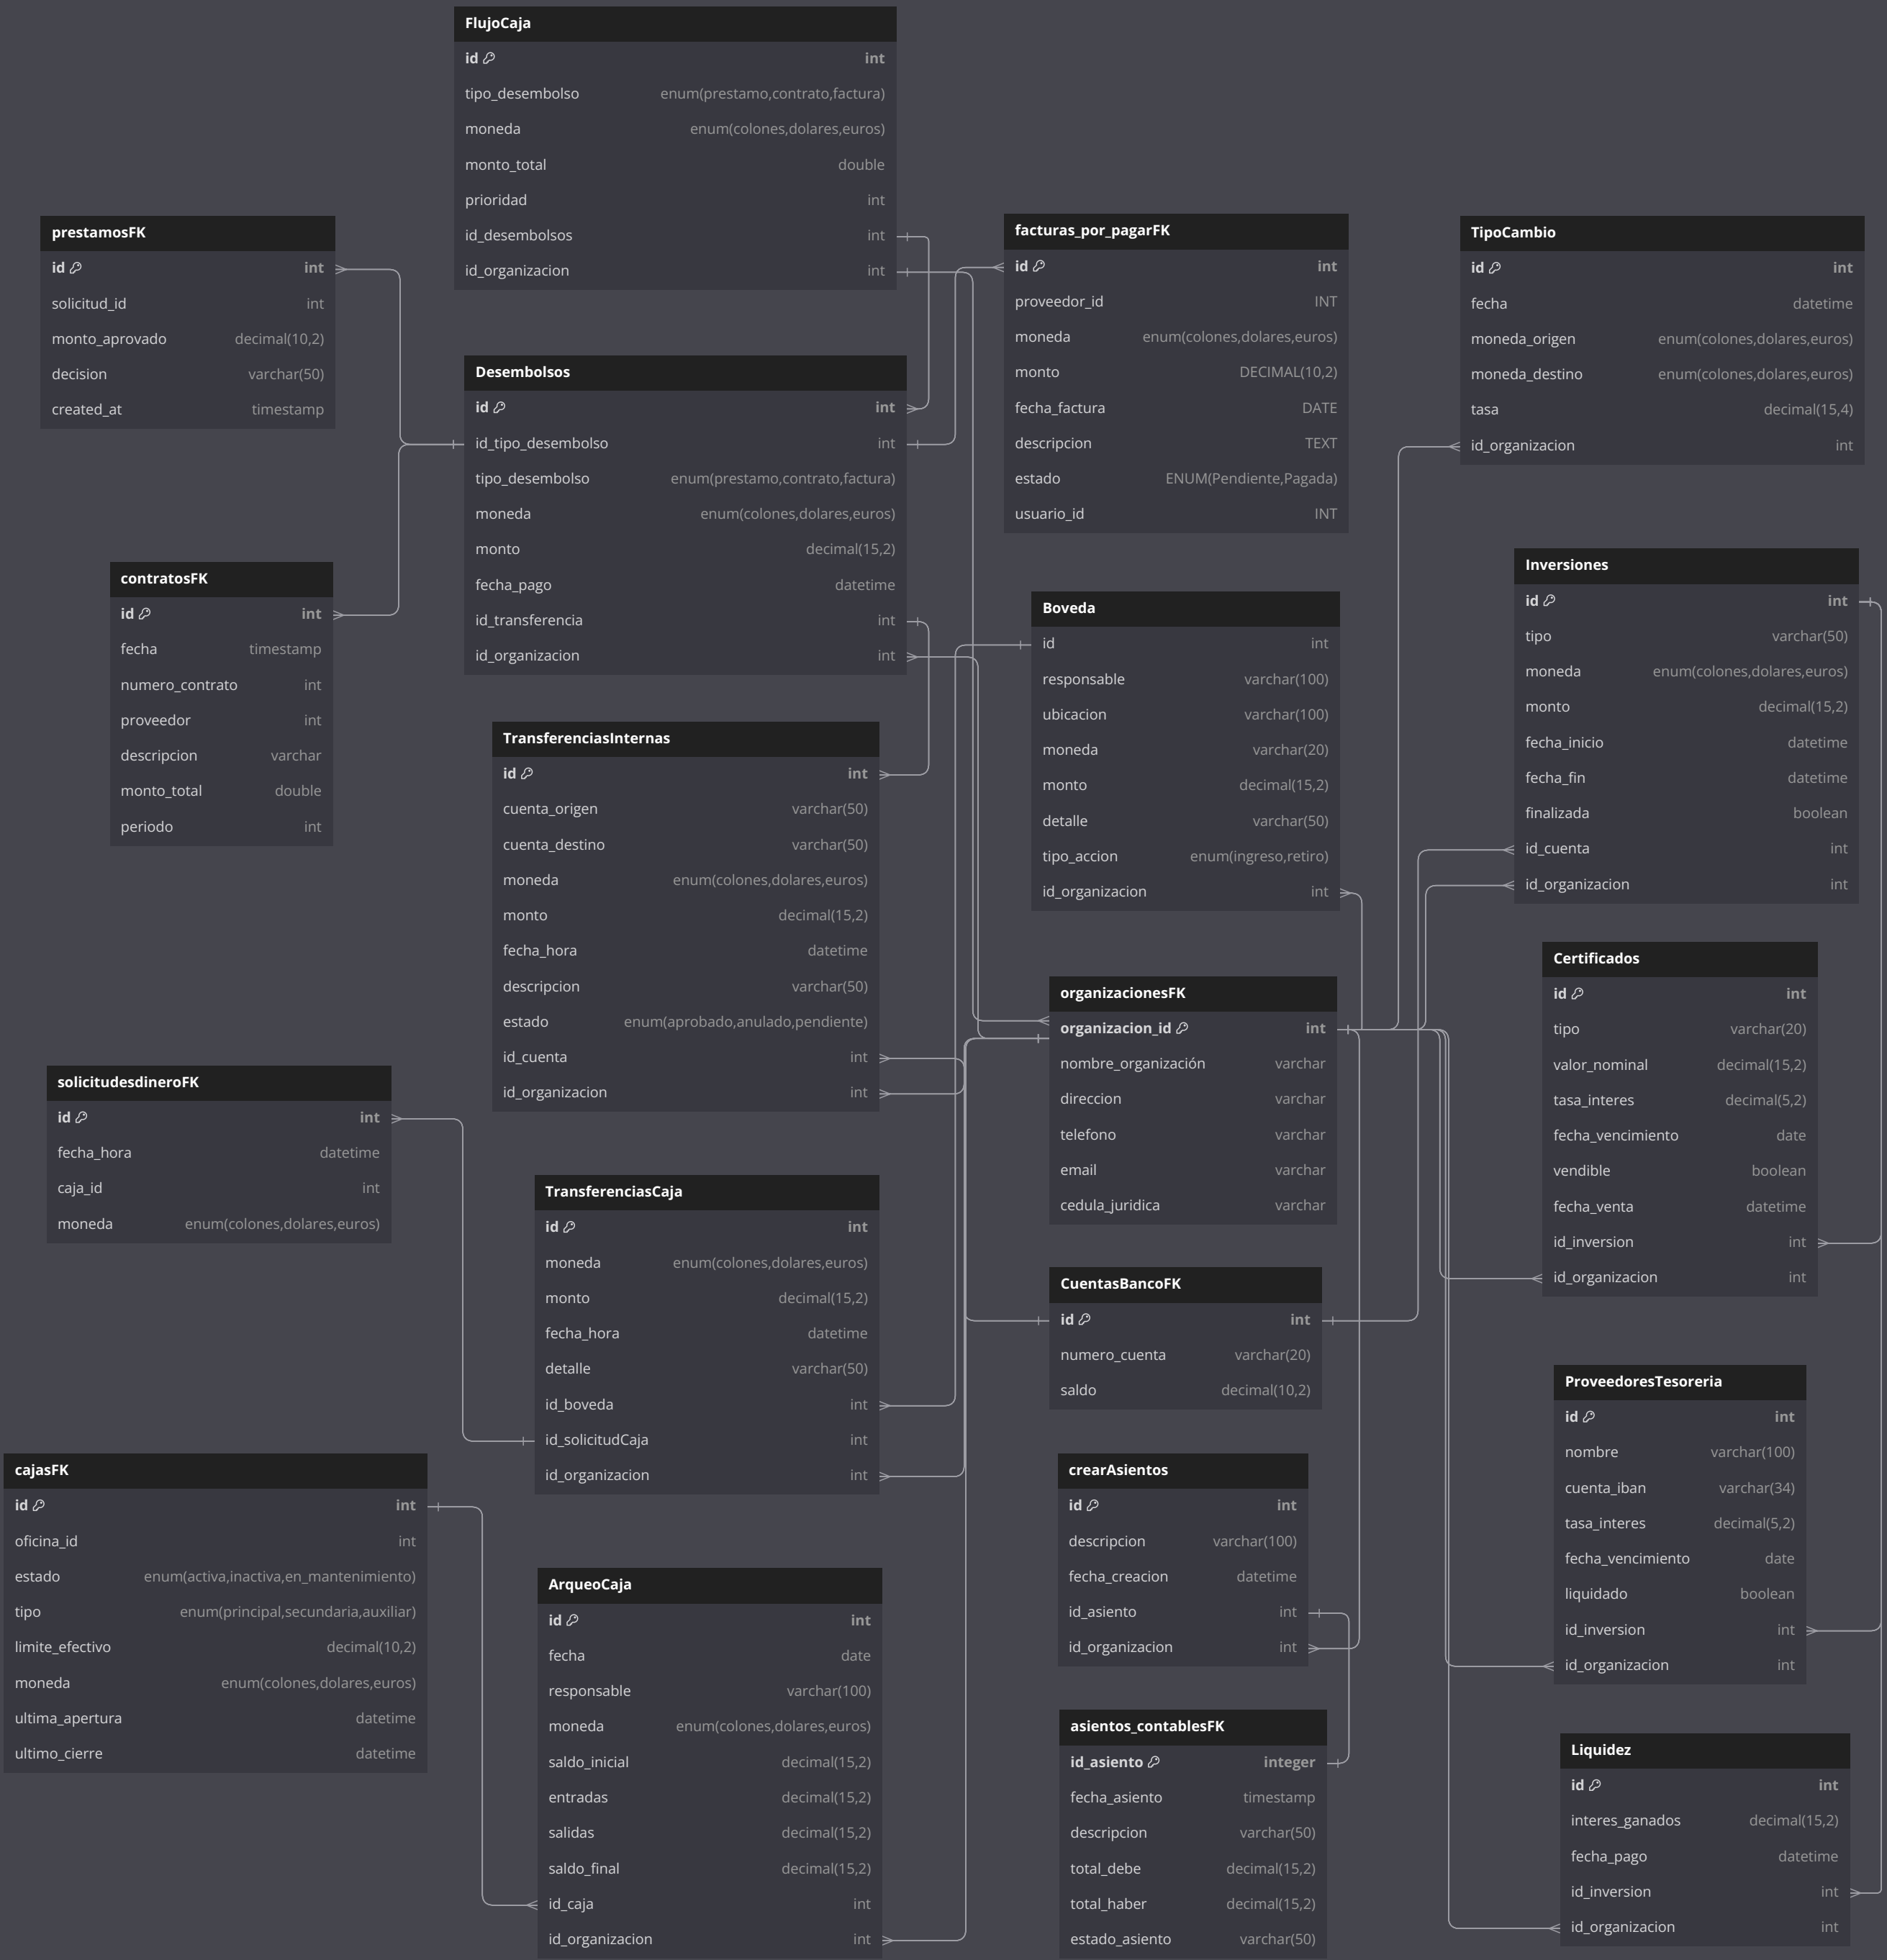 FlujoCaja
id int
tipo_desembolso enum(prestamo,contrato,factura)
moneda enum(colones,dolares,euros)
monto_total double
prioridad int
id_desembolsos int
id_organizacion int
prestamosFK
id int
solicitud_id int
monto_aprovado decimal(10,2)
decision varchar(50)
created_at timestamp
facturas_por_pagarFK
id int
proveedor_id INT
moneda enum(colones,dolares,euros)
monto DECIMAL(10,2)
fecha_factura DATE
descripcion TEXT
estado ENUM(Pendiente,Pagada)
usuario_id INT
TipoCambio
id int
fecha datetime
moneda_origen enum(colones,dolares,euros)
moneda_destino enum(colones,dolares,euros)
tasa decimal(15,4)
id_organizacion int
Desembolsos
id int
id_tipo_desembolso int
tipo_desembolso enum(prestamo,contrato,factura)
moneda enum(colones,dolares,euros)
monto decimal(15,2)
fecha_pago datetime
id_transferencia int
id_organizacion int
contratosFK
id int
fecha timestamp
numero_contrato int
proveedor int
descripcion varchar
monto_total double
periodo int
Boveda
id int
responsable varchar(100)
ubicacion varchar(100)
moneda varchar(20)
monto decimal(15,2)
detalle varchar(50)
tipo_accion enum(ingreso,retiro)
id_organizacion int
Inversiones
id int
tipo varchar(50)
moneda enum(colones,dolares,euros)
monto decimal(15,2)
fecha_inicio datetime
fecha_fin datetime
finalizada boolean
id_cuenta int
id_organizacion int
TransferenciasInternas
id int
cuenta_origen varchar(50)
cuenta_destino varchar(50)
moneda enum(colones,dolares,euros)
monto decimal(15,2)
fecha_hora datetime
descripcion varchar(50)
estado enum(aprobado,anulado,pendiente)
id_cuenta int
id_organizacion int
organizacionesFK
organizacion_id int
nombre_organización varchar
direccion varchar
telefono varchar
email varchar
cedula_juridica varchar
Certificados
id int
tipo varchar(20)
valor_nominal decimal(15,2)
tasa_interes decimal(5,2)
fecha_vencimiento date
vendible boolean
fecha_venta datetime
id_inversion int
id_organizacion int
solicitudesdineroFK
id int
fecha_hora datetime
caja_id int
moneda enum(colones,dolares,euros)
TransferenciasCaja
id int
moneda enum(colones,dolares,euros)
monto decimal(15,2)
fecha_hora datetime
detalle varchar(50)
id_boveda int
id_solicitudCaja int
id_organizacion int
CuentasBancoFK
id int
numero_cuenta varchar(20)
saldo decimal(10,2)
ProveedoresTesoreria
id int
nombre varchar(100)
cuenta_iban varchar(34)
tasa_interes decimal(5,2)
fecha_vencimiento date
liquidado boolean
id_inversion int
id_organizacion int
cajasFK
id int
oficina_id int
estado enum(activa,inactiva,en_mantenimiento)
tipo enum(principal,secundaria,auxiliar)
limite_efectivo decimal(10,2)
moneda enum(colones,dolares,euros)
ultima_apertura datetime
ultimo_cierre datetime
crearAsientos
id int
descripcion varchar(100)
fecha_creacion datetime
id_asiento int
id_organizacion int
ArqueoCaja
id int
fecha date
responsable varchar(100)
moneda enum(colones,dolares,euros)
saldo_inicial decimal(15,2)
entradas decimal(15,2)
salidas decimal(15,2)
saldo_final decimal(15,2)
id_caja int
id_organizacion int
asientos_contablesFK
id_asiento integer
fecha_asiento timestamp
descripcion varchar(50)
total_debe decimal(15,2)
total_haber decimal(15,2)
estado_asiento varchar(50)
Liquidez
id int
interes_ganados decimal(15,2)
fecha_pago datetime
id_inversion int
id_organizacion int